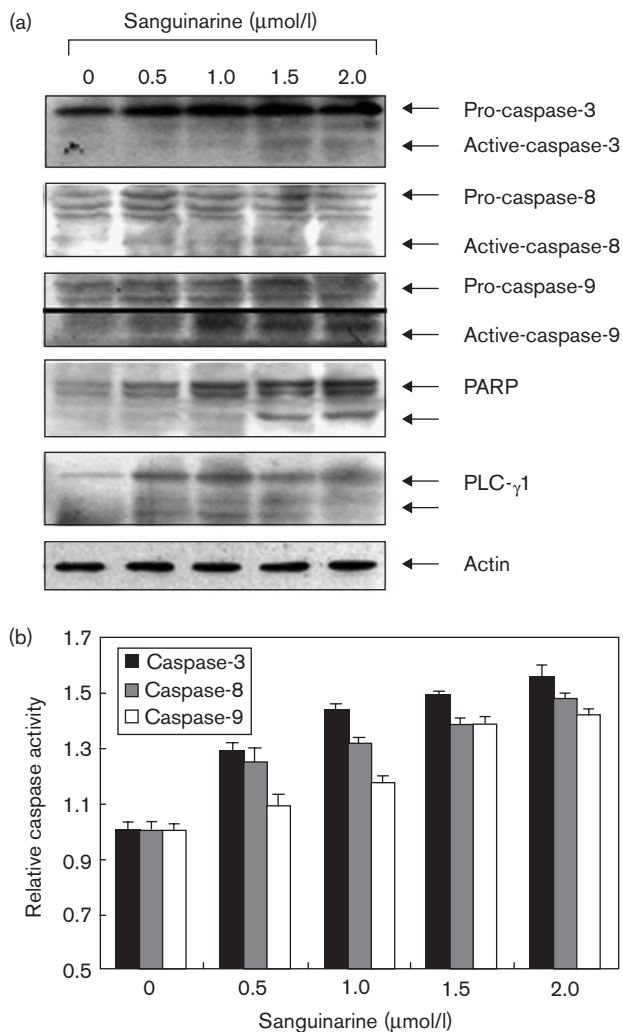 (a)
Sanguinarine (μmol/l)
0 0.5 1.0 1.5 2.0
Pro-caspase-3
Active-caspase-3
Pro-caspase-8
Active-caspase-8
Pro-caspase-9
Active-caspase-9
PARP
PLC-γ1
Actin
(b)
1.7
1.5
1.3
1.1
0.9
0.7
0.5
Relative caspase activity
Caspase-3
Caspase-8
Caspase-9
0 0.5 1.0 1.5 2.0
Sanguinarine (μmol/l)